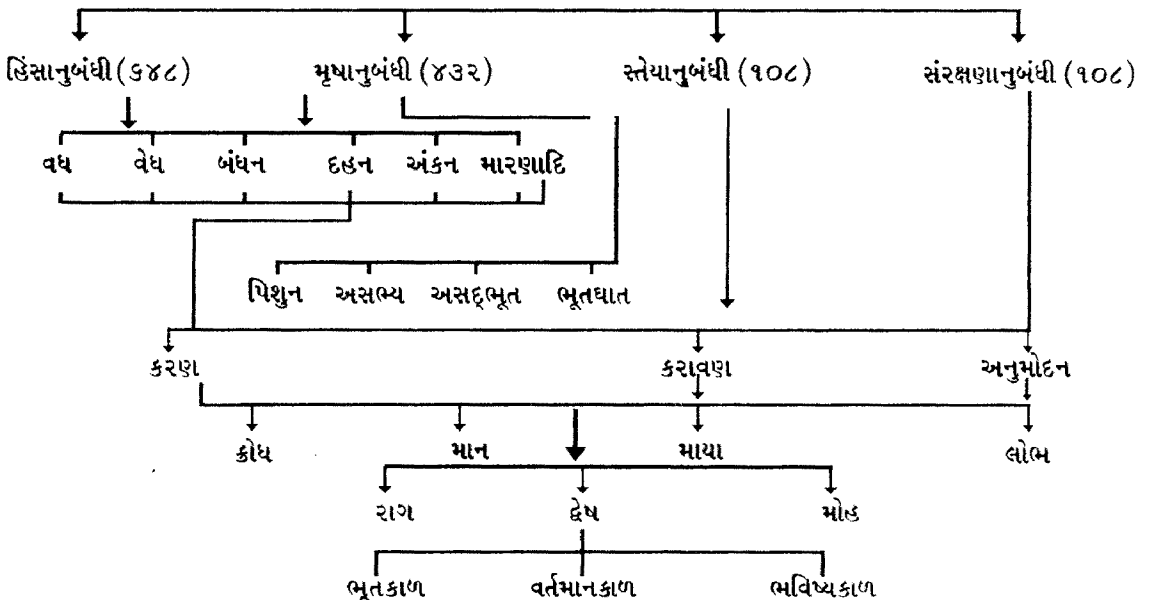 હિંસાનુબંધી (૬૪૮) મૃષાનુબંધી (૪૩૨) સ્તેયાનુબંધી (૧૦૮) સંરક્ષણાનુબંધી (૧૦૮)
વધ વેધ બંધન દહન અંકન મારણાદિ
પિશુન અસભ્ય અસદ્ભૂત ભૂતઘાત
કરણ કરાવણ અનુમોદન
ક્રોધ માન માયા લોભ
રાગ દ્વેષ મોહ
ભૂતકાળ વર્તમાનકાળ ભવિષ્યકાળ